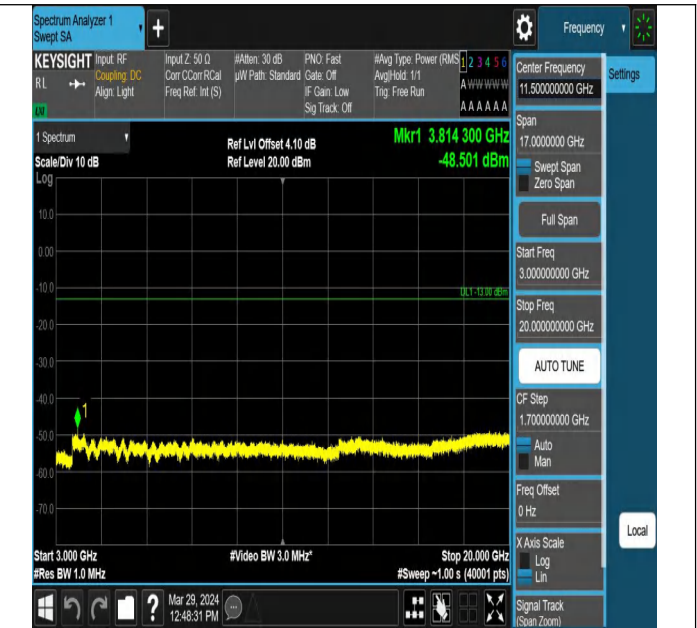 Spectrum Analyzer 1
Swept SA
+
Frequency
KEYSIGHT
Input: RF
Input Z: 50 Ω
#Atten: 30 dB
PNO: Fast
#Avg Type: Power (RMS
1 2 3 4 5 6
RL
Coupling: DC
Corr CCorr RCal
µW Path: Standard
Gate: Off
Avg|Hold: 1/1
A W W W W W
Align: Light
Freq Ref: Int (S)
IF Gain: Low
Trig: Free Run
Sig Track: Off
A A A A A A
1 Spectrum
Scale/Div 10 dB
Ref Lvl Offset 4.10 dB
Ref Level 20.00 dBm
Mkr1 3.814 300 GHz
-48.501 dBm
Log
10.0
0.00
-10.0
DL1 -13.00 dBm
-20.0
-30.0
-40.0
1
-50.0
-60.0
-70.0
Start 3.000 GHz
#Video BW 3.0 MHz*
Stop 20.000 GHz
#Res BW 1.0 MHz
#Sweep ~1.00 s (40001 pts)
?
Mar 29, 2024
12:48:31 PM
Center Frequency
11.500000000 GHz
Settings
Span
17.0000000 GHz
Swept Span
Zero Span
Full Span
Start Freq
3.000000000 GHz
Stop Freq
20.000000000 GHz
AUTO TUNE
CF Step
1.700000000 GHz
Auto
Man
Freq Offset
0 Hz
X Axis Scale
Log
Lin
Local
Signal Track
(Span Zoom)